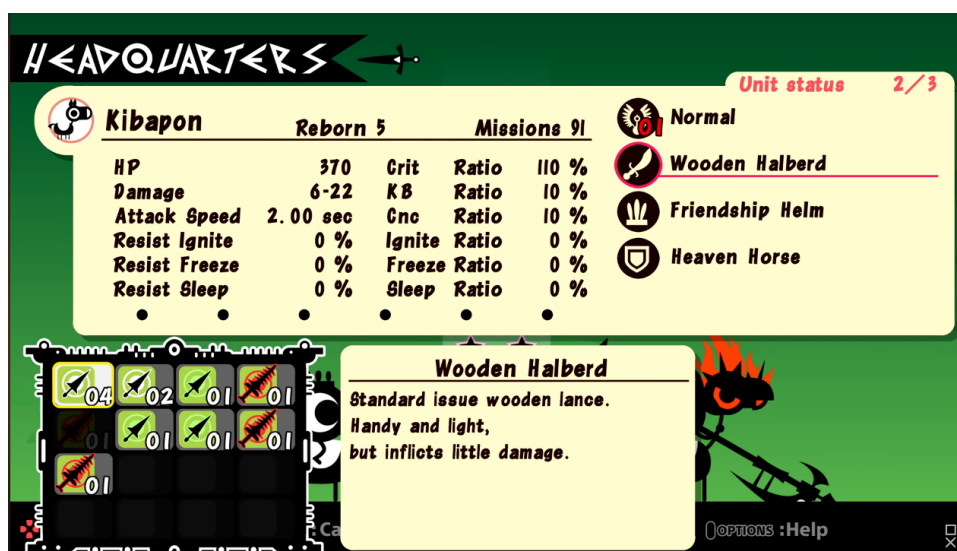 HEADQUARTERS
Unit status 2/3
Kibapon Reborn 5 Missions 91
HP 370 Crit Ratio 110 %
Damage 6-22 KB Ratio 10 %
Attack Speed 2.00 sec Cnc Ratio 10 %
Resist Ignite 0 % Ignite Ratio 0 %
Resist Freeze 0 % Freeze Ratio 0 %
Resist Sleep 0 % Sleep Ratio 0 %
01 Normal
Wooden Halberd
Friendship Helm
Heaven Horse
04 02 01 01
01 01 01 01
01
Wooden Halberd
Standard issue wooden lance.
Handy and light,
but inflicts little damage.
:Ca
OPTIONS :Help